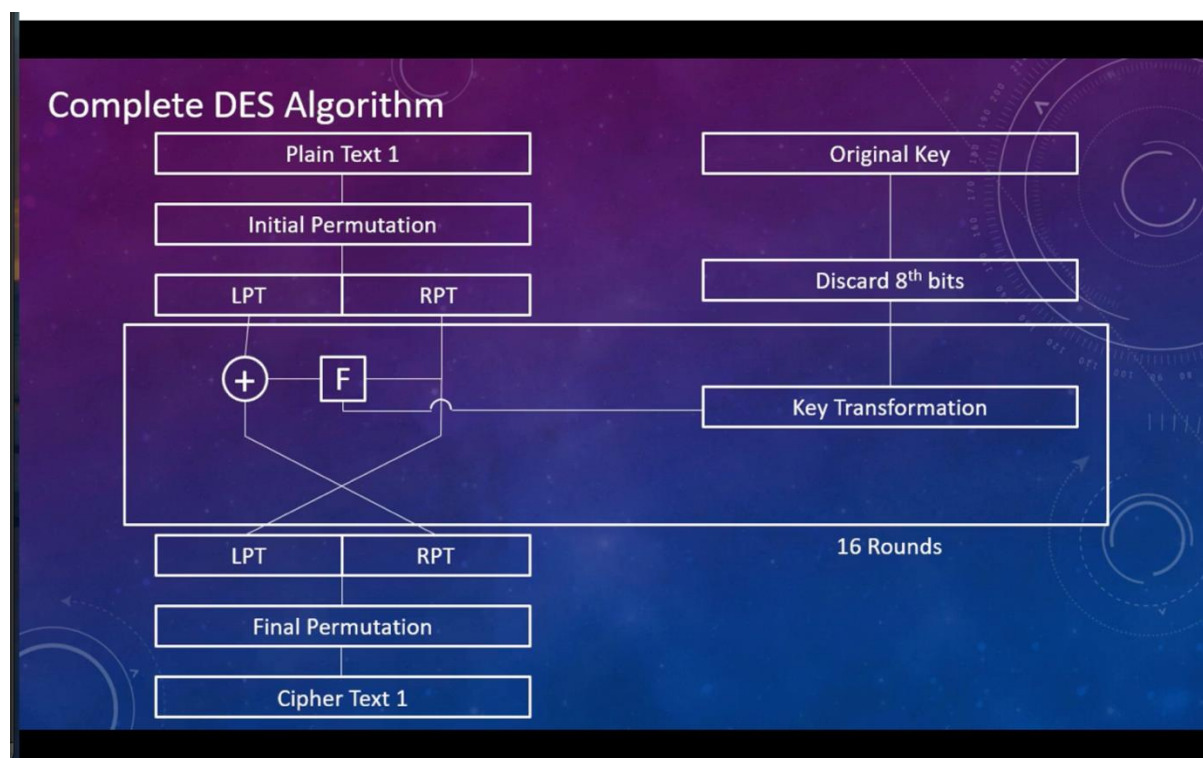 Complete DES Algorithm
Plain Text 1
Original Key
Initial Permutation
Discard 8th bits
LPT
RPT
+
F
Key Transformation
LPT
RPT
16 Rounds
Final Permutation
Cipher Text 1